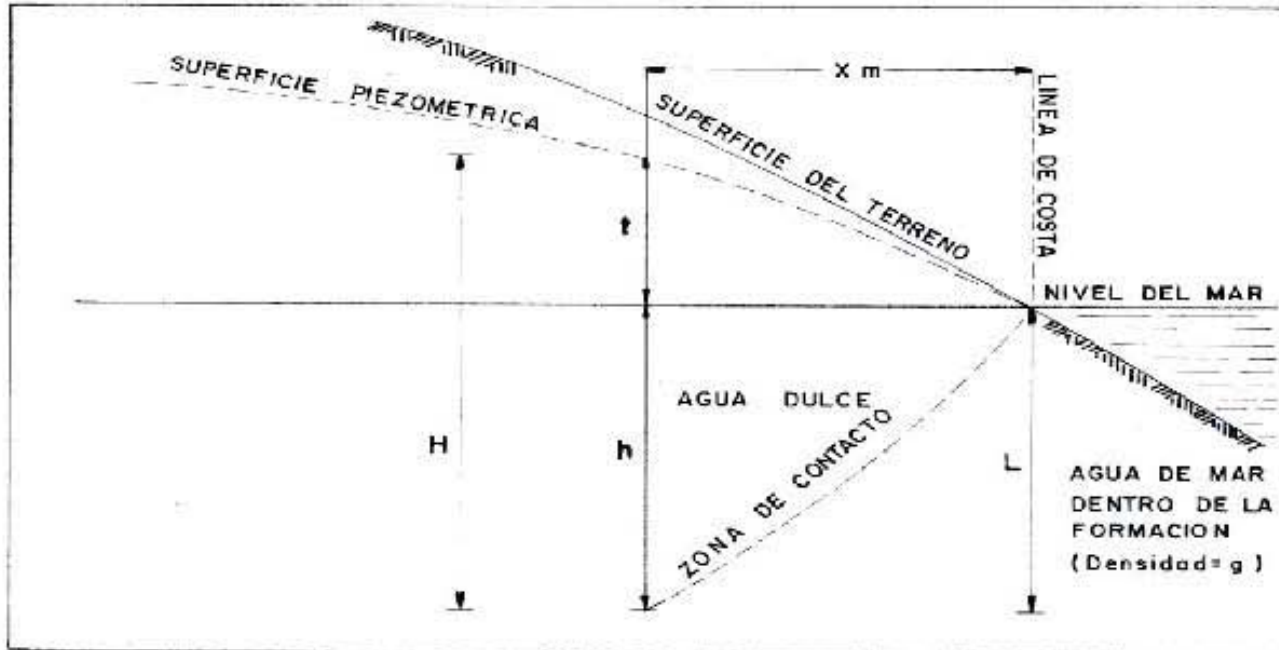 X m
SUPERFICIE PIEZOMETRICA
SUPERFICIE DEL TERRENO
LINEA DE COSTA
t
NIVEL DEL MAR
AGUA DULCE
H
h
ZONA DE CONTACTO
L
AGUA DE MAR
DENTRO DE LA
FORMACION
(Densidad=g)